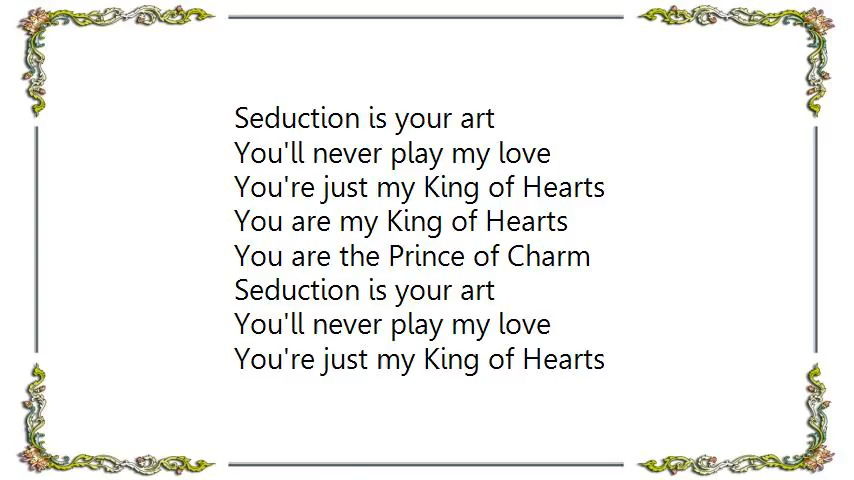 Seduction is your art
You'll never play my love
You're just my King of Hearts
You are my King of Hearts
You are the Prince of Charm
Seduction is your art
You'll never play my love
You're just my King of Hearts